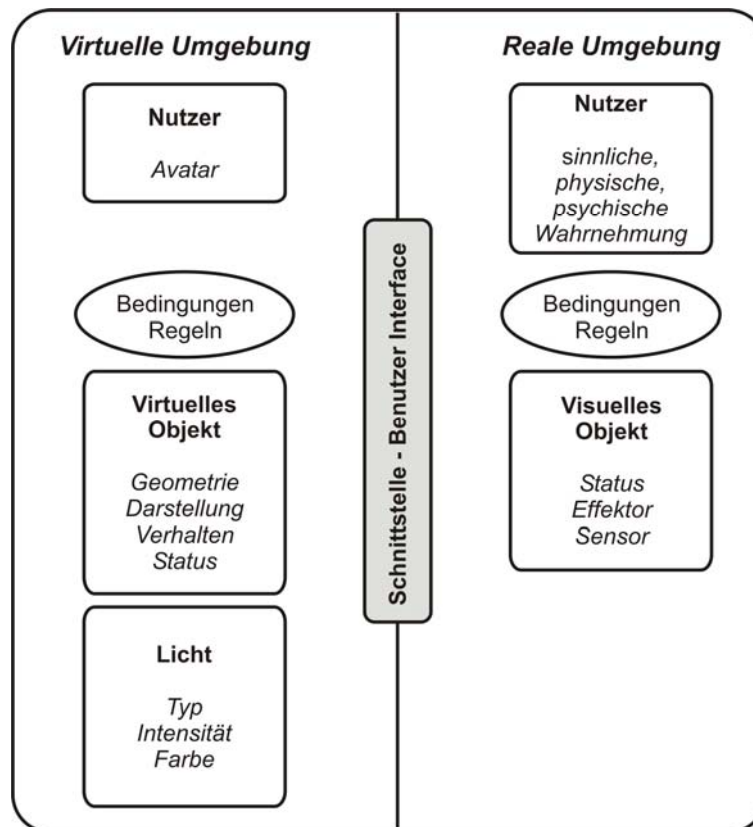 Virtuelle Umgebung
Nutzer
Avatar
Bedingungen
Regeln
Virtuelles
Objekt
Geometrie
Darstellung
Verhalten
Status
Licht
Typ
Intensität
Farbe
Schnittstelle - Benutzer Interface
Reale Umgebung
Nutzer
sinnliche,
physische,
psychische
Wahrnehmung
Bedingungen
Regeln
Visuelles
Objekt
Status
Effektor
Sensor